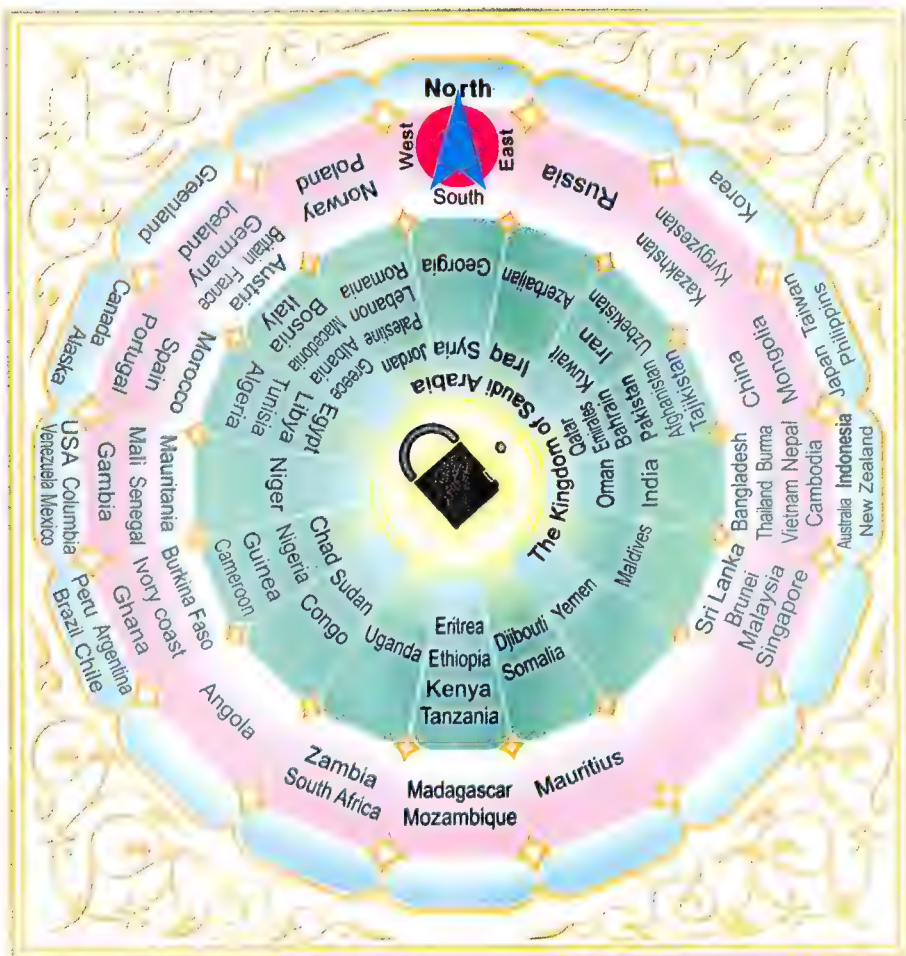 North
West
East
South
Russia
Korea
Kyrgyzestan
Kazakhstan
Japan Taiwan
Philippins
Mongolia
China
Australia Indonesia
New Zealand
Bangladesh
Thailand Buma
Vietnam Nepal
Cambodia
Sri Lanka
Brunei
Malaysia
Singapore
Mauritius
Madagascar
Mozambique
Zambia
South Africa
Angola
Peru Argentina
Brazil Chile
Burkina Faso
Ivory coast
Ghana
USA Columbia
Venezuela Mexico
Mauritania
Mali Senegal
Gambia
Canada
Alaska
Morocco
Spain
Portugal
Greenland
Iceland
Germany
Britain France
Austria
Norway
Poland
Georgia
Azerbaijan
Uzbekistan
Iran
Kuwait
Tajikistan
Afghanistan
Pakistan
Bahrain
Emirates
Qatar
India
Oman
Maldives
Yemen
Djibouti
Somalia
Eritrea
Ethiopia
Kenya
Tanzania
Uganda
Congo
Chad Sudan
Nigeria
Guinea
Cameroon
Niger
Egypt
Libya
Tunisia
Algeria
Italy
Bosnia
Macedonia
Greece Albania
Palestine
Lebanon
Romania
Jordan
Syria
Iraq
The Kingdom of Saudi Arabia